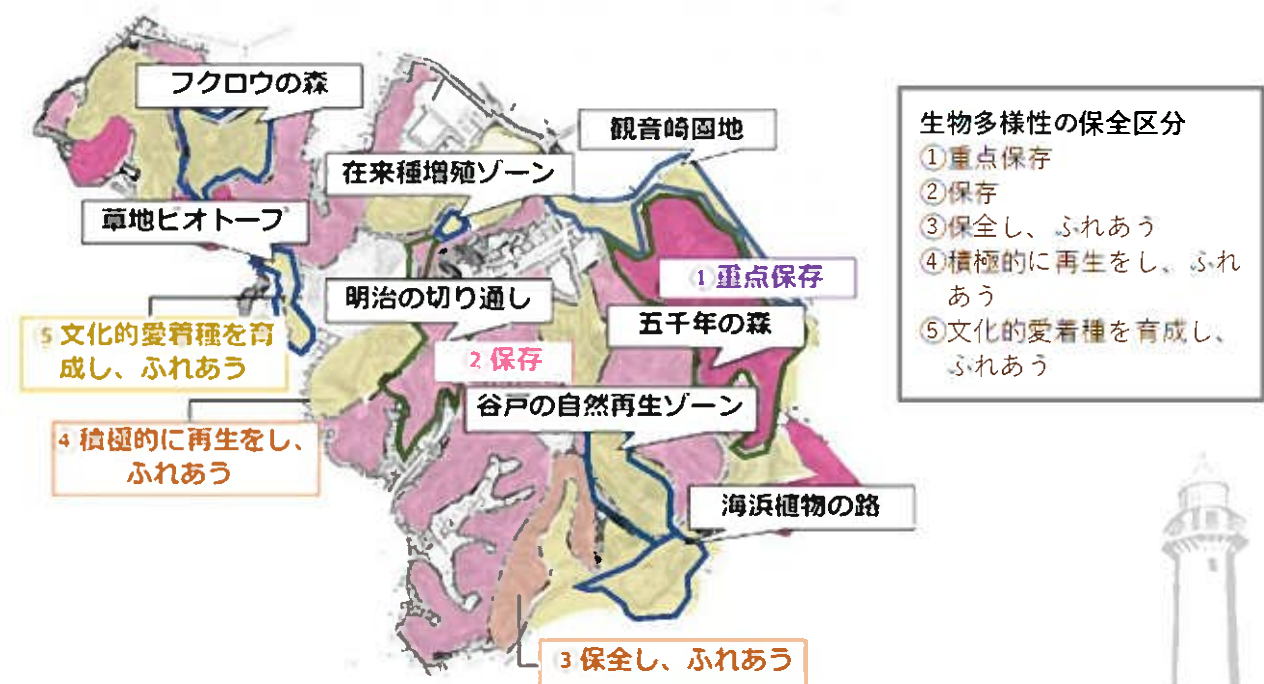 フクロウの森
観音崎園地
在来種増殖ゾーン
草地ビオトープ
明治の切り通し
① 重点保存
五千年の森
⑤ 文化的愛着種を育
成し、ふれあう
② 保存
谷戸の自然再生ゾーン
④ 積極的に再生をし、
ふれあう
海浜植物の路
③ 保全し、ふれあう
生物多様性の保全区分
①重点保存
②保存
③保全し、ふれあう
④積極的に再生をし、ふれ
あう
⑤文化的愛着種を育成し、
ふれあう